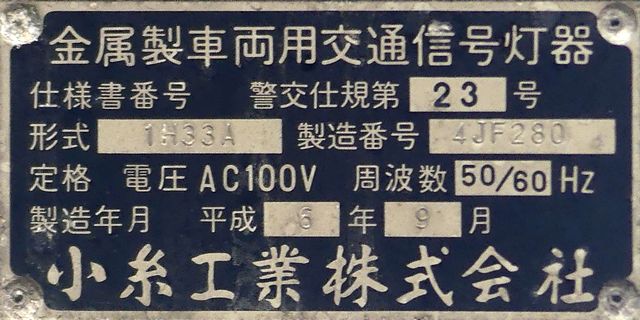 金属製車両用交通信号灯器
仕様書番号 警交仕規第 23 号
形式 1H33A 製造番号 4JF280
定格 電圧 AC100V 周波数 50/60 Hz
製造年月 平成 6 年 9 月
小糸工業株式会社